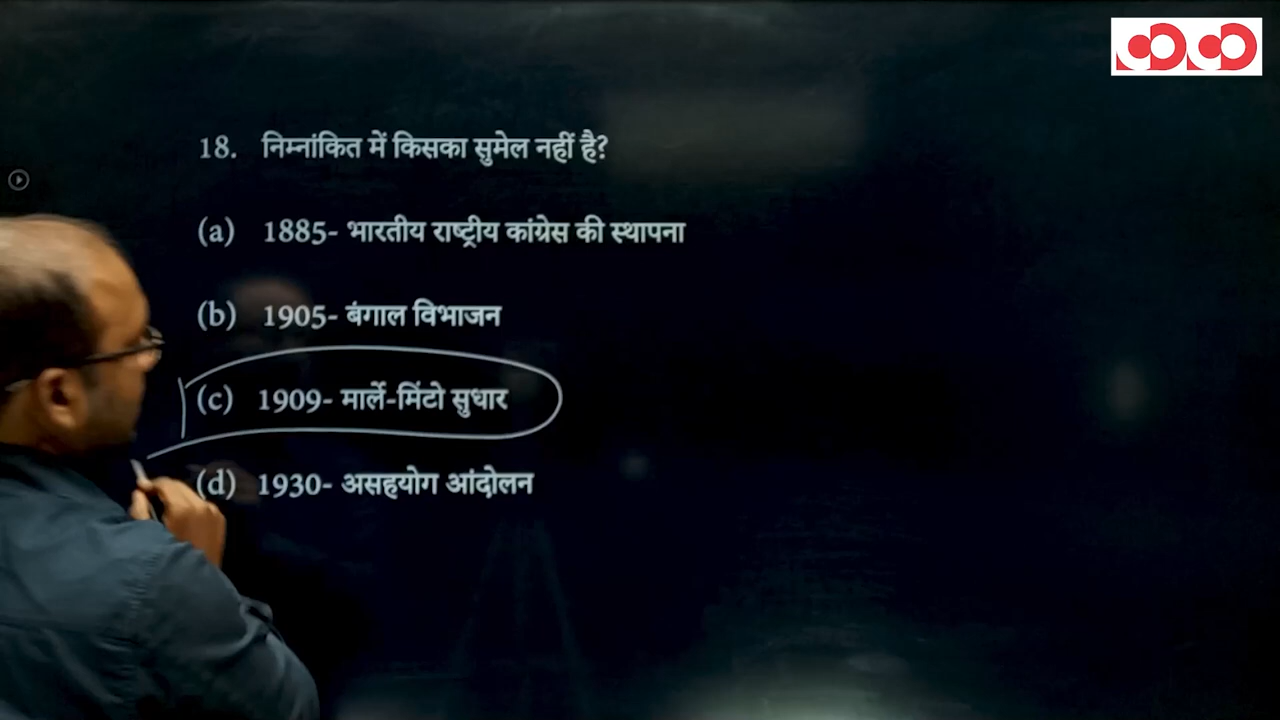 18. निम्नांकित में किसका सुमेल नहीं है?
(a) 1885- भारतीय राष्ट्रीय कांग्रेस की स्थापना
(b) 1905- बंगाल विभाजन
(c) 1909- मार्ले-मिंटो सुधार
(d) 1930- असहयोग आंदोलन